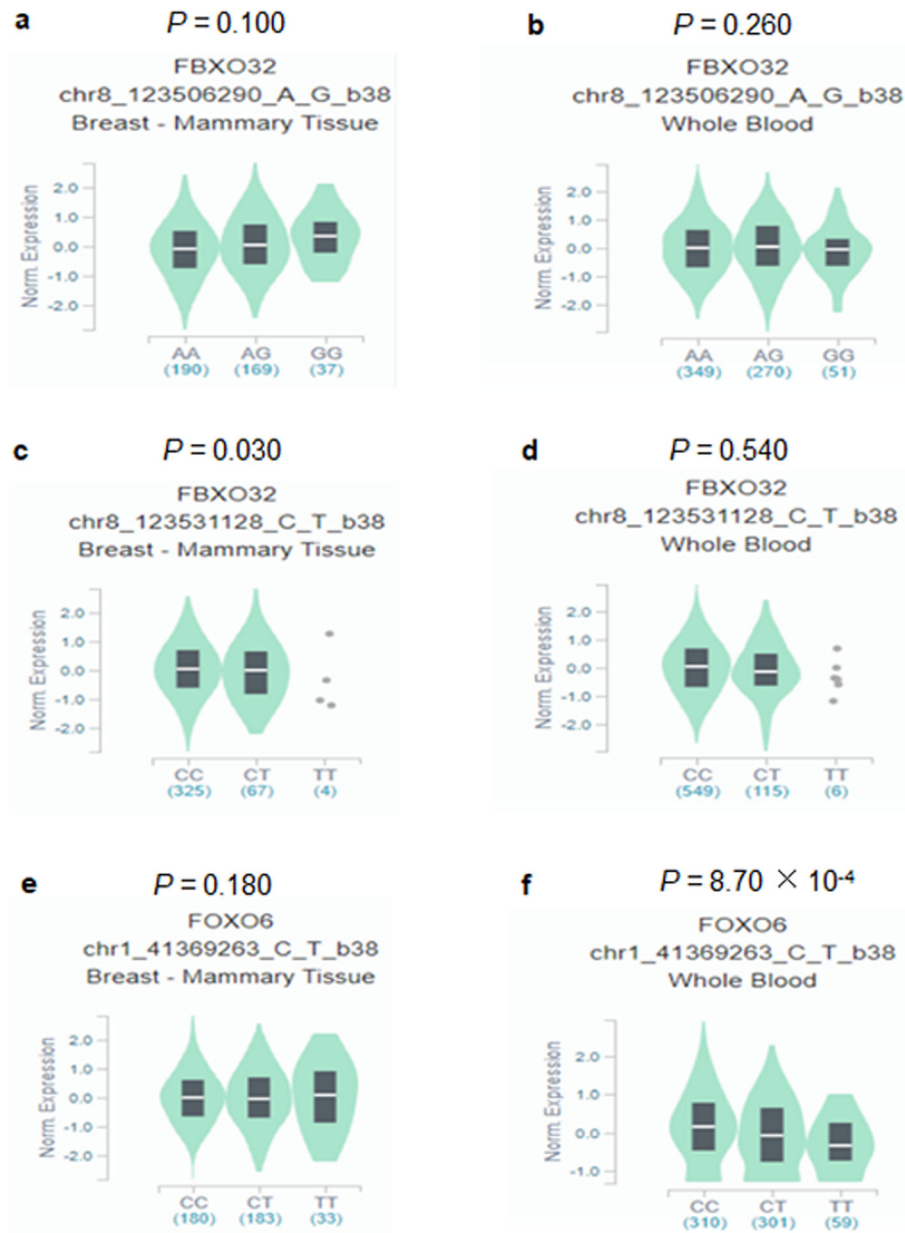 a P = 0.100
FBXO32
chr8_123506290_A_G_b38
Breast - Mammary Tissue
Norm. Expression
2.0
1.0
0.0
-1.0
-2.0
AA AG GG
(190) (169) (37)
b P = 0.260
FBXO32
chr8_123506290_A_G_b38
Whole Blood
Norm. Expression
2.0
1.0
0.0
-1.0
-2.0
AA AG GG
(349) (270) (51)
c P = 0.030
FBXO32
chr8_123531128_C_T_b38
Breast - Mammary Tissue
Norm. Expression
2.0
1.0
0.0
-1.0
-2.0
CC CT TT
(325) (67) (4)
d P = 0.540
FBXO32
chr8_123531128_C_T_b38
Whole Blood
Norm. Expression
2.0
1.0
0.0
-1.0
-2.0
CC CT TT
(549) (115) (6)
e P = 0.180
FOXO6
chr1_41369263_C_T_b38
Breast - Mammary Tissue
Norm. Expression
2.0
1.0
0.0
-1.0
-2.0
CC CT TT
(180) (183) (33)
f P = 8.70 × 10⁻⁴
FOXO6
chr1_41369263_C_T_b38
Whole Blood
Norm. Expression
2.0
1.0
0.0
-1.0
CC CT TT
(310) (301) (59)